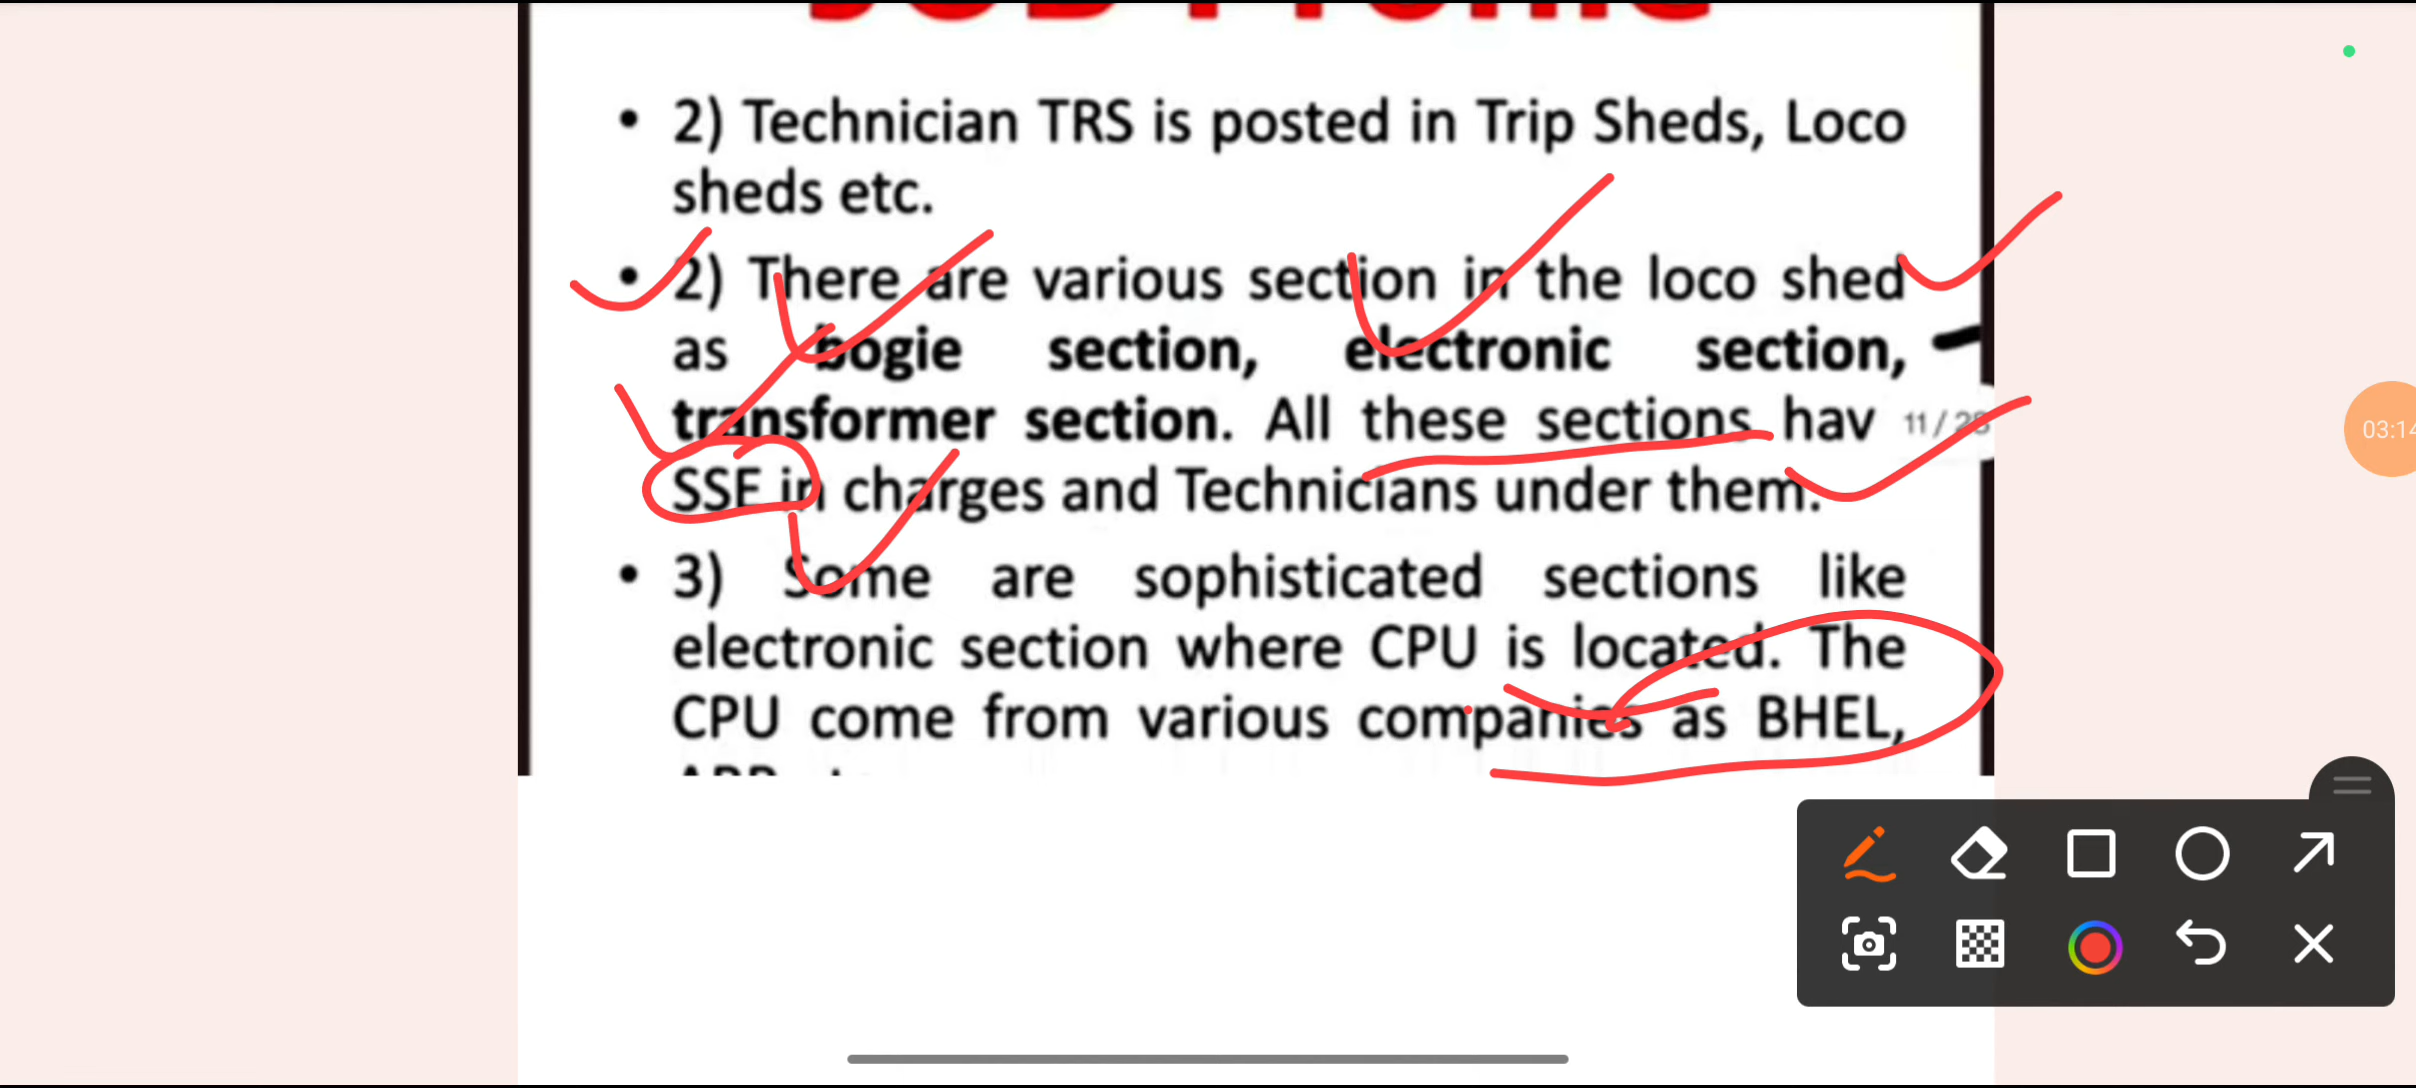 • 2) Technician TRS is posted in Trip Sheds, Loco
sheds etc.
• 2) There are various section in the loco shed
as bogie section, electronic section,
transformer section. All these sections hav
11 / 28
SSE in charges and Technicians under them.
• 3) Some are sophisticated sections like
electronic section where CPU is located. The
CPU come from various companies as BHEL,
03:14